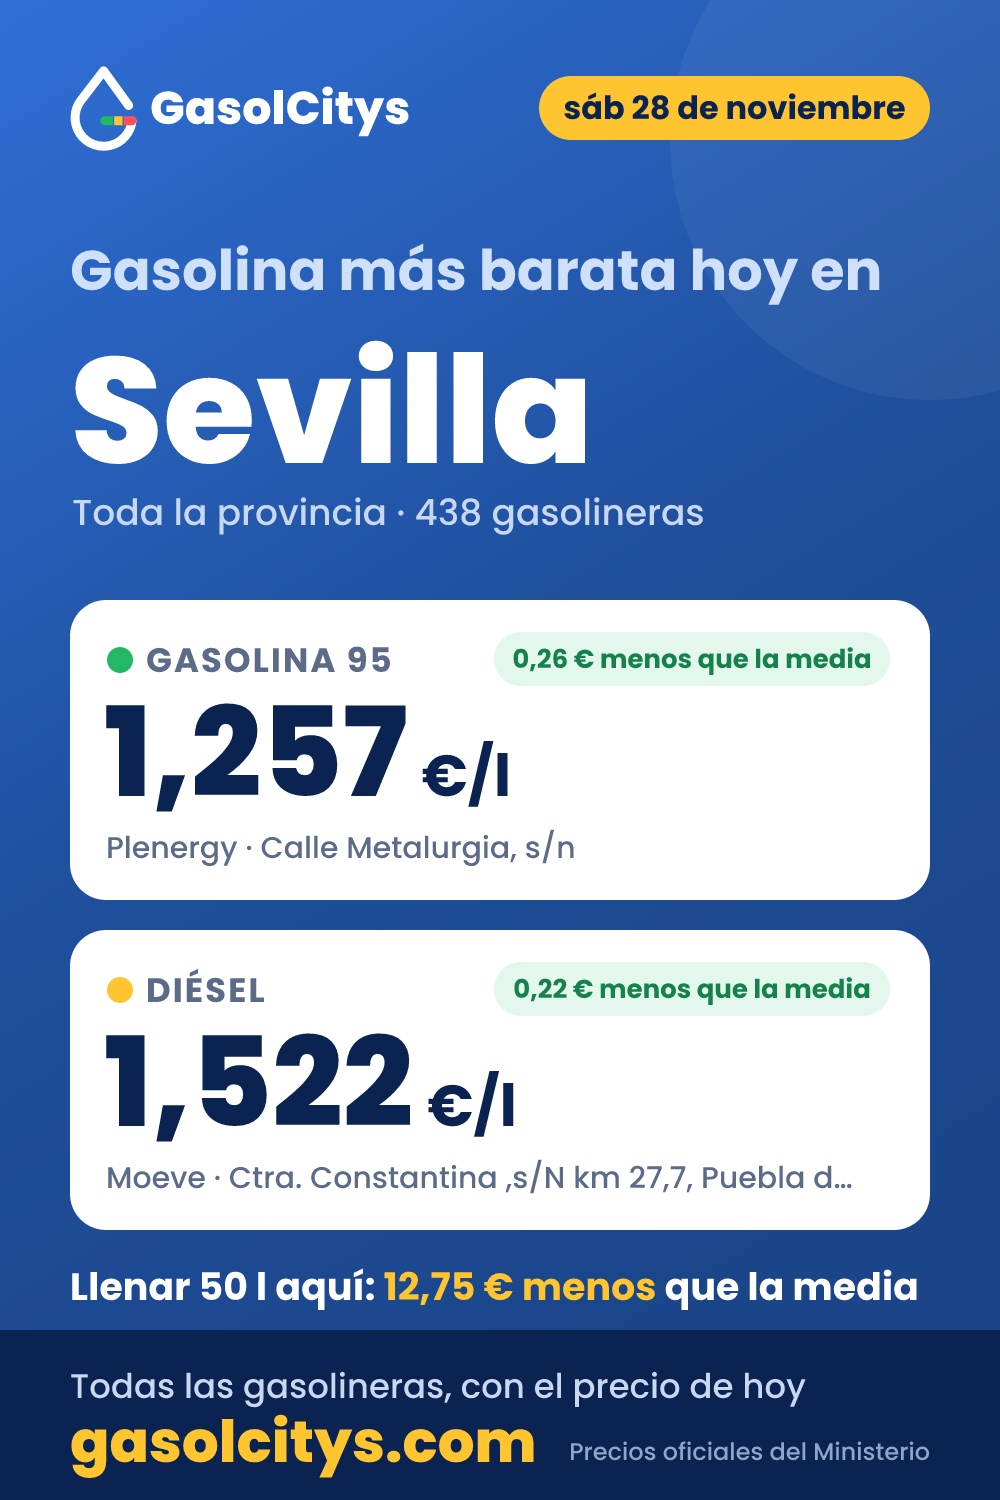 GasolCitys
sáb 28 de noviembre
Gasolina más barata hoy en
Sevilla
Toda la provincia · 438 gasolineras
GASOLINA 95
0,26 € menos que la media
1,257 €/l
Plenergy · Calle Metalurgia, s/n
DIÉSEL
0,22 € menos que la media
1,522 €/l
Moeve · Ctra. Constantina ,s/N km 27,7, Puebla d...
Llenar 50 l aquí: 12,75 € menos que la media
Todas las gasolineras, con el precio de hoy
gasolcitys.com
Precios oficiales del Ministerio